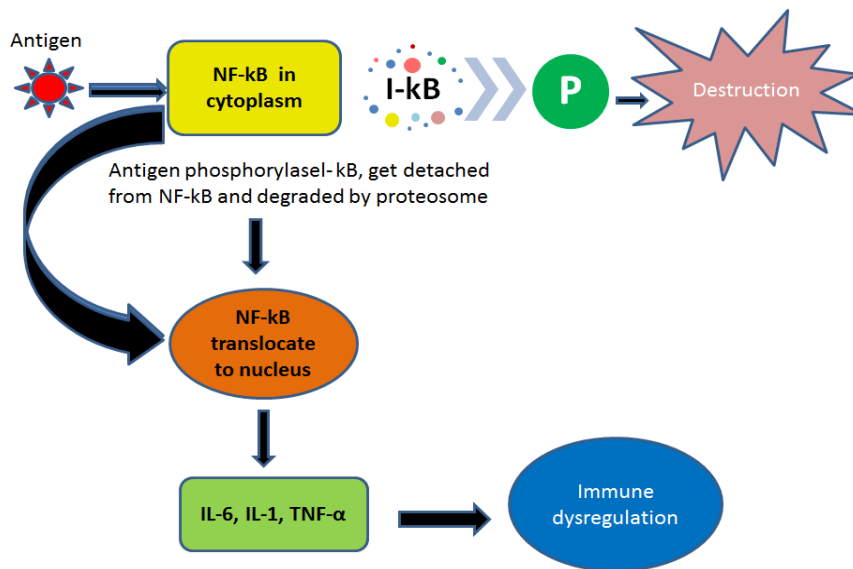 Antigen
NF-kB in
cytoplasm
I-kB
P
Destruction
Antigen phosphorylaseI-kB, get detached
from NF-kB and degraded by proteosome
NF-kB
translocate
to nucleus
IL-6, IL-1, TNF-α
Immune
dysregulation